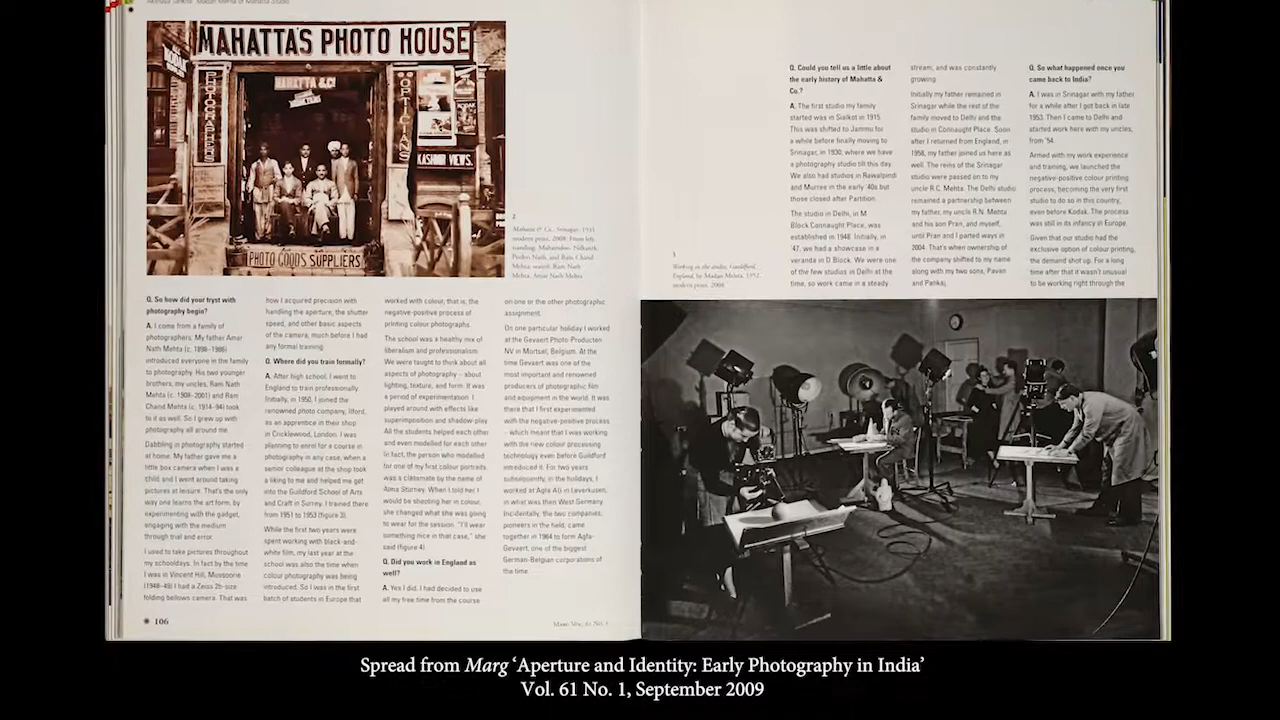 MAHATTA'S PHOTO HOUSE
MAHATTA & CO.
PHOTOGRAPHERS
OPTICIANS
KODAK
KASHMIR VIEWS.
PHOTO GOODS SUPPLIERS
2
Mahatta & Co., Srinagar, 1931
modern print, 2008. From left,
Mehta; seated: Ram Nath
Mehta, Amar Nath Mehta
Q. So how did your tryst with
photography begin?
A. I come from a family of
photographers. My father Amar
Nath Mehta (c. 1898–1988)
introduced everyone in the family
to photography. His two younger
brothers, my uncles, Ram Nath
Mehta (c. 1908–2001) and Ram
Chand Mehta (c. 1914–94) took
to it as well. So I grew up with
photography all around me.
Dabbling in photography started
at home. My father gave me a
little box camera when I was a
child and I went around taking
pictures at leisure. That's the only
way one learns the art form, by
experimenting with the gadget,
engaging with the medium
through trial and error.
I used to take pictures throughout
my schooldays. In fact by the time
I was in Vincent Hill, Mussoorie
(1948–49) I had a Zeiss 2b-size
folding bellows camera. That was
how I acquired precision with
handling the aperture, the shutter
speed, and other basic aspects
of the camera, much before I had
any formal training.
Q. Where did you train formally?
A. After high school, I went to
England to train professionally.
Initially, in 1950, I joined the
renowned photo company, Ilford,
as an apprentice in their shop
in Cricklewood, London. I was
planning to enrol for a course in
photography in any case, when a
senior colleague at the shop took
a liking to me and helped me get
into the Guildford School of Arts
and Craft in Surrey. I trained there
from 1951 to 1953 (figure 3).
While the first two years were
spent working with black-and-
white film, my last year at the
school was also the time when
colour photography was being
introduced. So I was in the first
batch of students in Europe that
worked with colour, that is, the
negative-positive process of
printing colour photographs.
The school was a healthy mix of
liberalism and professionalism.
We were taught to think about all
aspects of photography – about
lighting, texture, and form. It was
a period of experimentation. I
played around with effects like
superimposition and shadow-play.
All the students helped each other
and even modelled for each other.
In fact, the person who modelled
for one of my first colour portraits
was a classmate by the name of
Alma Sturney. When I told her I
would be shooting her in colour,
she changed what she was going
to wear for the session. "I'll wear
something nice in that case," she
said (figure 4).
Q. Did you work in England as
well?
A. Yes I did. I had decided to use
all my free time from the course
on one or the other photographic
assignment.
On one particular holiday I worked
at the Gevaert Photo-Producten
NV in Mortsel, Belgium. At the
time Gevaert was one of the
most important and renowned
producers of photographic film
and equipment in the world. It was
there that I first experimented
with the negative-positive process
– which meant that I was working
with the new colour processing
technology even before Guildford
introduced it. For two years
subsequently, in the holidays, I
worked at Agfa AG in Leverkusen,
in what was then West Germany.
Incidentally, the two companies,
pioneers in the field, came
together in 1964 to form Agfa-
Gevaert, one of the biggest
German-Belgian corporations of
the time.
106
3
Working in the studio, Guildford,
England, by Madan Mehta, 1952,
modern print, 2008
Q. Could you tell us a little about
the early history of Mahatta &
Co.?
A. The first studio my family
started was in Sialkot in 1915.
This was shifted to Jammu for
a while before finally moving to
Srinagar, in 1930, where we have
a photography studio till this day.
We also had studios in Rawalpindi
and Murree in the early '40s but
those closed after Partition.
The studio in Delhi, in M
Block Connaught Place, was
established in 1948. Initially, in
'47, we had a showcase in a
veranda in D Block. We were one
of the few studios in Delhi at the
time, so work came in a steady
stream, and was constantly
growing.
Initially my father remained in
Srinagar while the rest of the
family moved to Delhi and the
studio in Connaught Place. Soon
after I returned from England, in
1958, my father joined us here as
well. The reins of the Srinagar
studio were passed on to my
uncle R.C. Mehta. The Delhi studio
remained a partnership between
my father, my uncle R.N. Mehta
and his son Pran, and myself,
until Pran and I parted ways in
2004. That's when ownership of
the company shifted to my name
along with my two sons, Pavan
and Pankaj.
Q. So what happened once you
came back to India?
A. I was in Srinagar with my father
for a while after I got back in late
1953. Then I came to Delhi and
started work here with my uncles,
from '54.
Armed with my work experience
and training, we launched the
negative-positive colour printing
process, becoming the very first
studio to do so in this country,
even before Kodak. The process
was still in its infancy in Europe.
Given that our studio had the
exclusive option of colour printing,
the demand shot up. For a long
time after that it wasn't unusual
to be working right through the
Spread from Marg 'Aperture and Identity: Early Photography in India'
Vol. 61 No. 1, September 2009